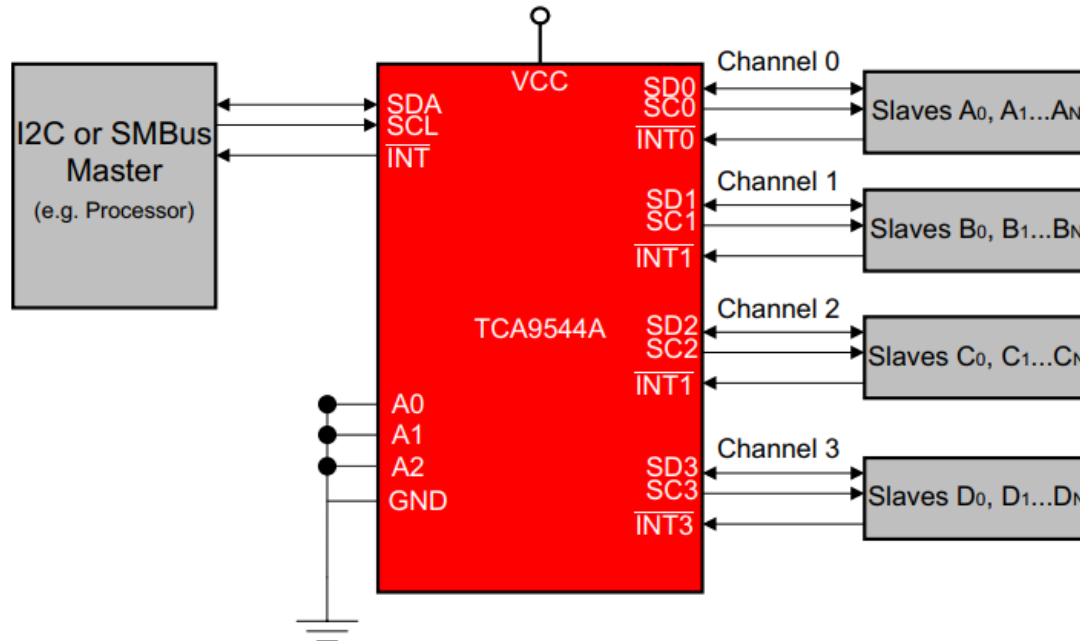 I2C or SMBus
Master
(e.g. Processor)
VCC
SDA
SCL
INT
TCA9544A
A0
A1
A2
GND
Channel 0
SD0
SC0
INT0
Slaves A0, A1...AN
Channel 1
SD1
SC1
INT1
Slaves B0, B1...BN
Channel 2
SD2
SC2
INT1
Slaves C0, C1...CN
Channel 3
SD3
SC3
INT3
Slaves D0, D1...DN